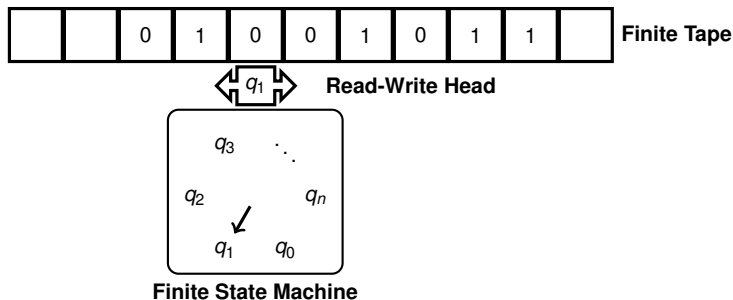 0 1 0 0 1 0 1 1 Finite Tape
q₁ Read-Write Head
q₃ ⋱
q₂ qₙ
q₁ q₀
Finite State Machine